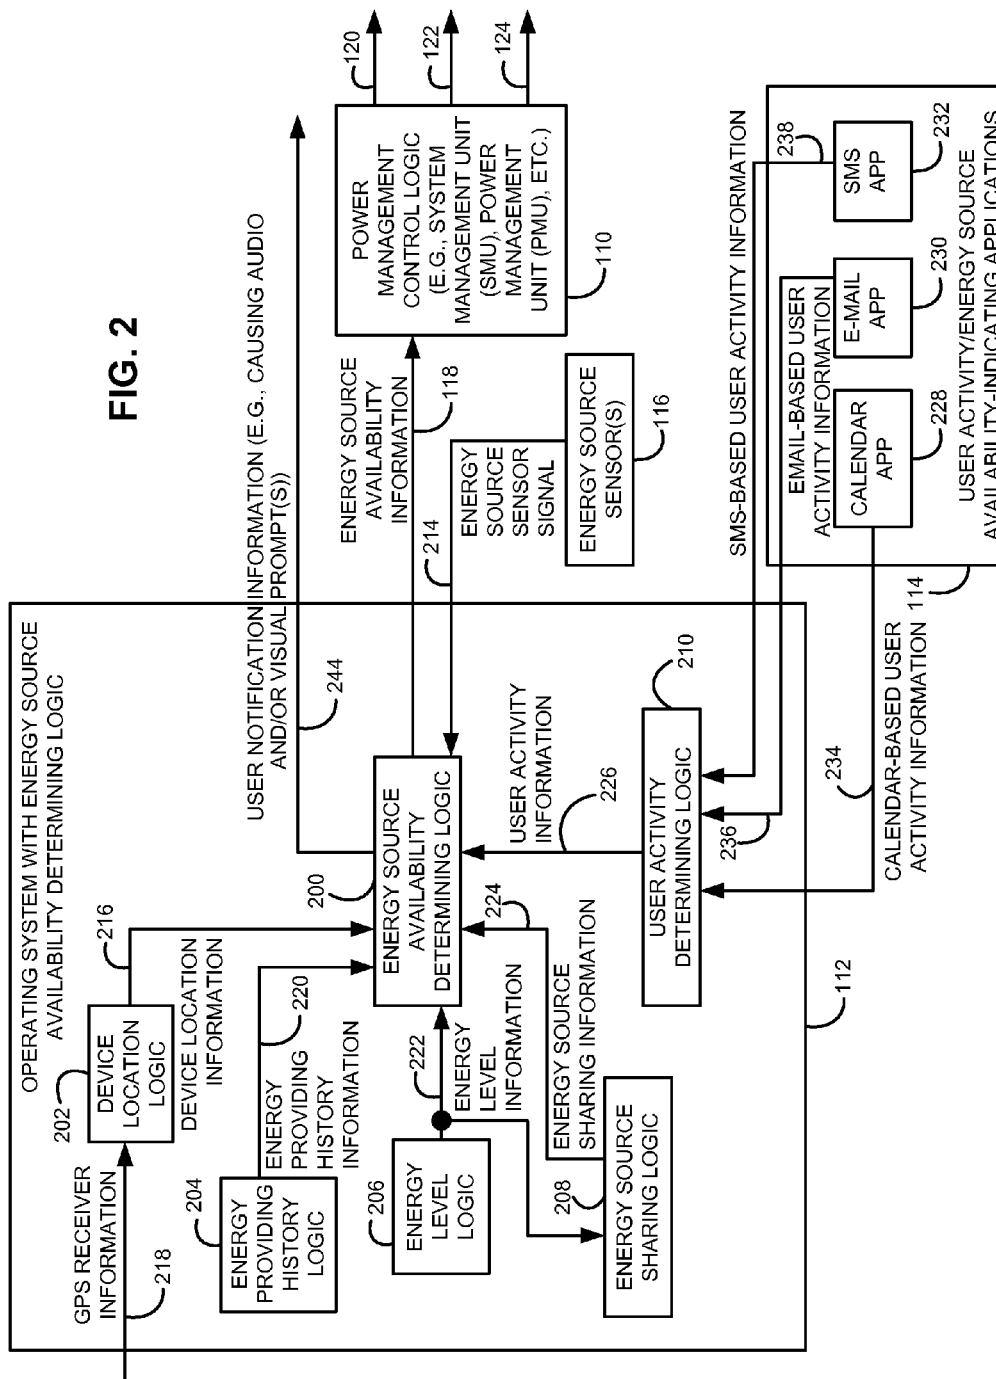 OPERATING SYSTEM WITH ENERGY SOURCE
AVAILABILITY DETERMINING LOGIC
FIG. 2
GPS RECEIVER
INFORMATION
218
202
DEVICE
LOCATION
LOGIC
216
DEVICE LOCATION
INFORMATION
204
ENERGY
PROVIDING
HISTORY
LOGIC
220
ENERGY
PROVIDING
HISTORY
INFORMATION
206
ENERGY
LEVEL
LOGIC
222
ENERGY
LEVEL
INFORMATION
208
ENERGY SOURCE
SHARING LOGIC
ENERGY SOURCE
SHARING INFORMATION
224
200
ENERGY SOURCE
AVAILABILITY
DETERMINING LOGIC
244
USER NOTIFICATION INFORMATION (E.G., CAUSING AUDIO
AND/OR VISUAL PROMPT(S))
USER ACTIVITY
INFORMATION
226
210
USER ACTIVITY
DETERMINING LOGIC
112
ENERGY SOURCE
AVAILABILITY
INFORMATION
118
214
ENERGY
SOURCE
SENSOR
SIGNAL
ENERGY SOURCE
SENSOR(S)
116
POWER
MANAGEMENT
CONTROL LOGIC
(E.G., SYSTEM
MANAGEMENT UNIT
(SMU), POWER
MANAGEMENT
UNIT (PMU), ETC.)
110
120
122
124
SMS-BASED USER ACTIVITY INFORMATION
238
EMAIL-BASED USER
ACTIVITY INFORMATION
236
234
CALENDAR-BASED USER
ACTIVITY INFORMATION
114
CALENDAR
APP
228
E-MAIL
APP
230
SMS
APP
232
USER ACTIVITY/ENERGY SOURCE
AVAILABILITY-INDICATING APPLICATIONS